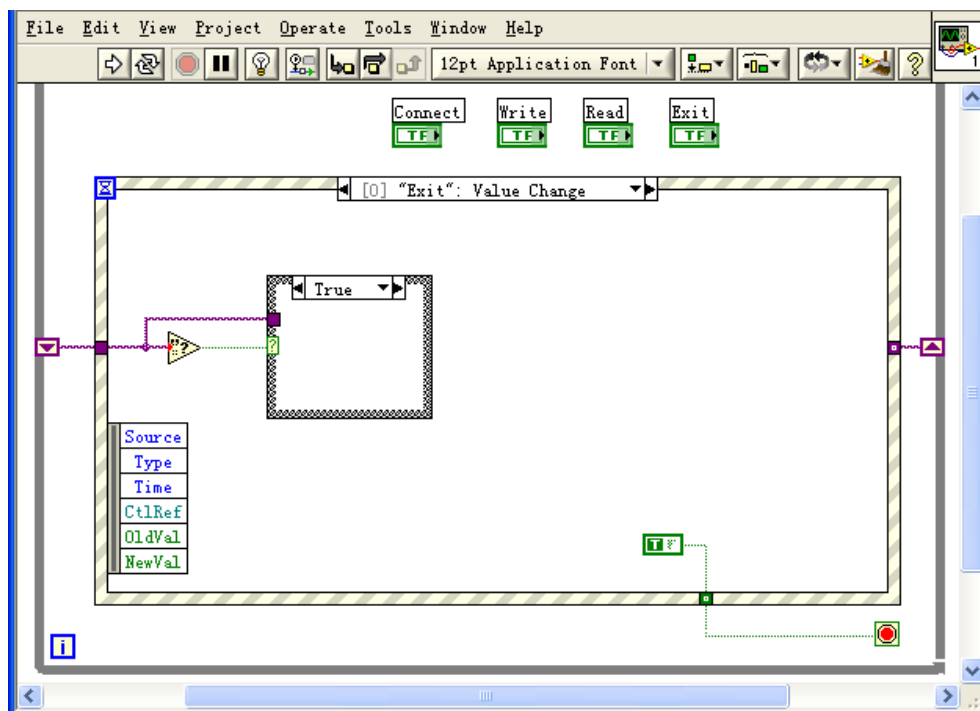 File Edit View Project Operate Tools Window Help
12pt Application Font
?
1
Connect Write Read Exit
TF TF TF TF
[0] "Exit": Value Change
True
"?
?
Source
Type
Time
CtlRef
OldVal
NewVal
T
i